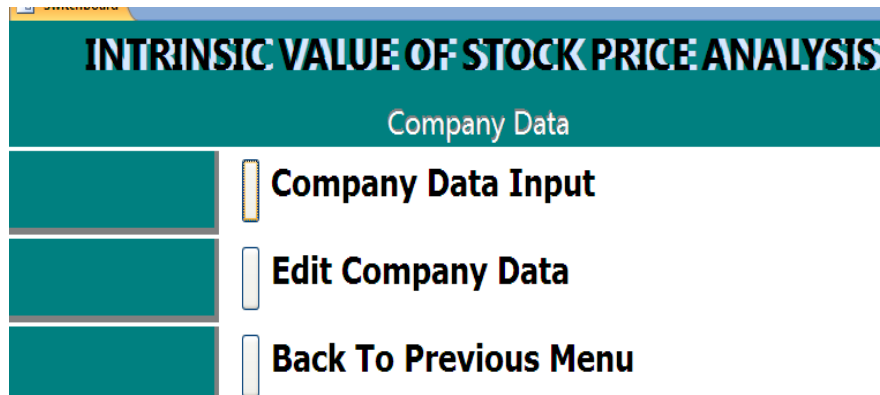 Switchboard
INTRINSIC VALUE OF STOCK PRICE ANALYSIS
Company Data
Company Data Input
Edit Company Data
Back To Previous Menu